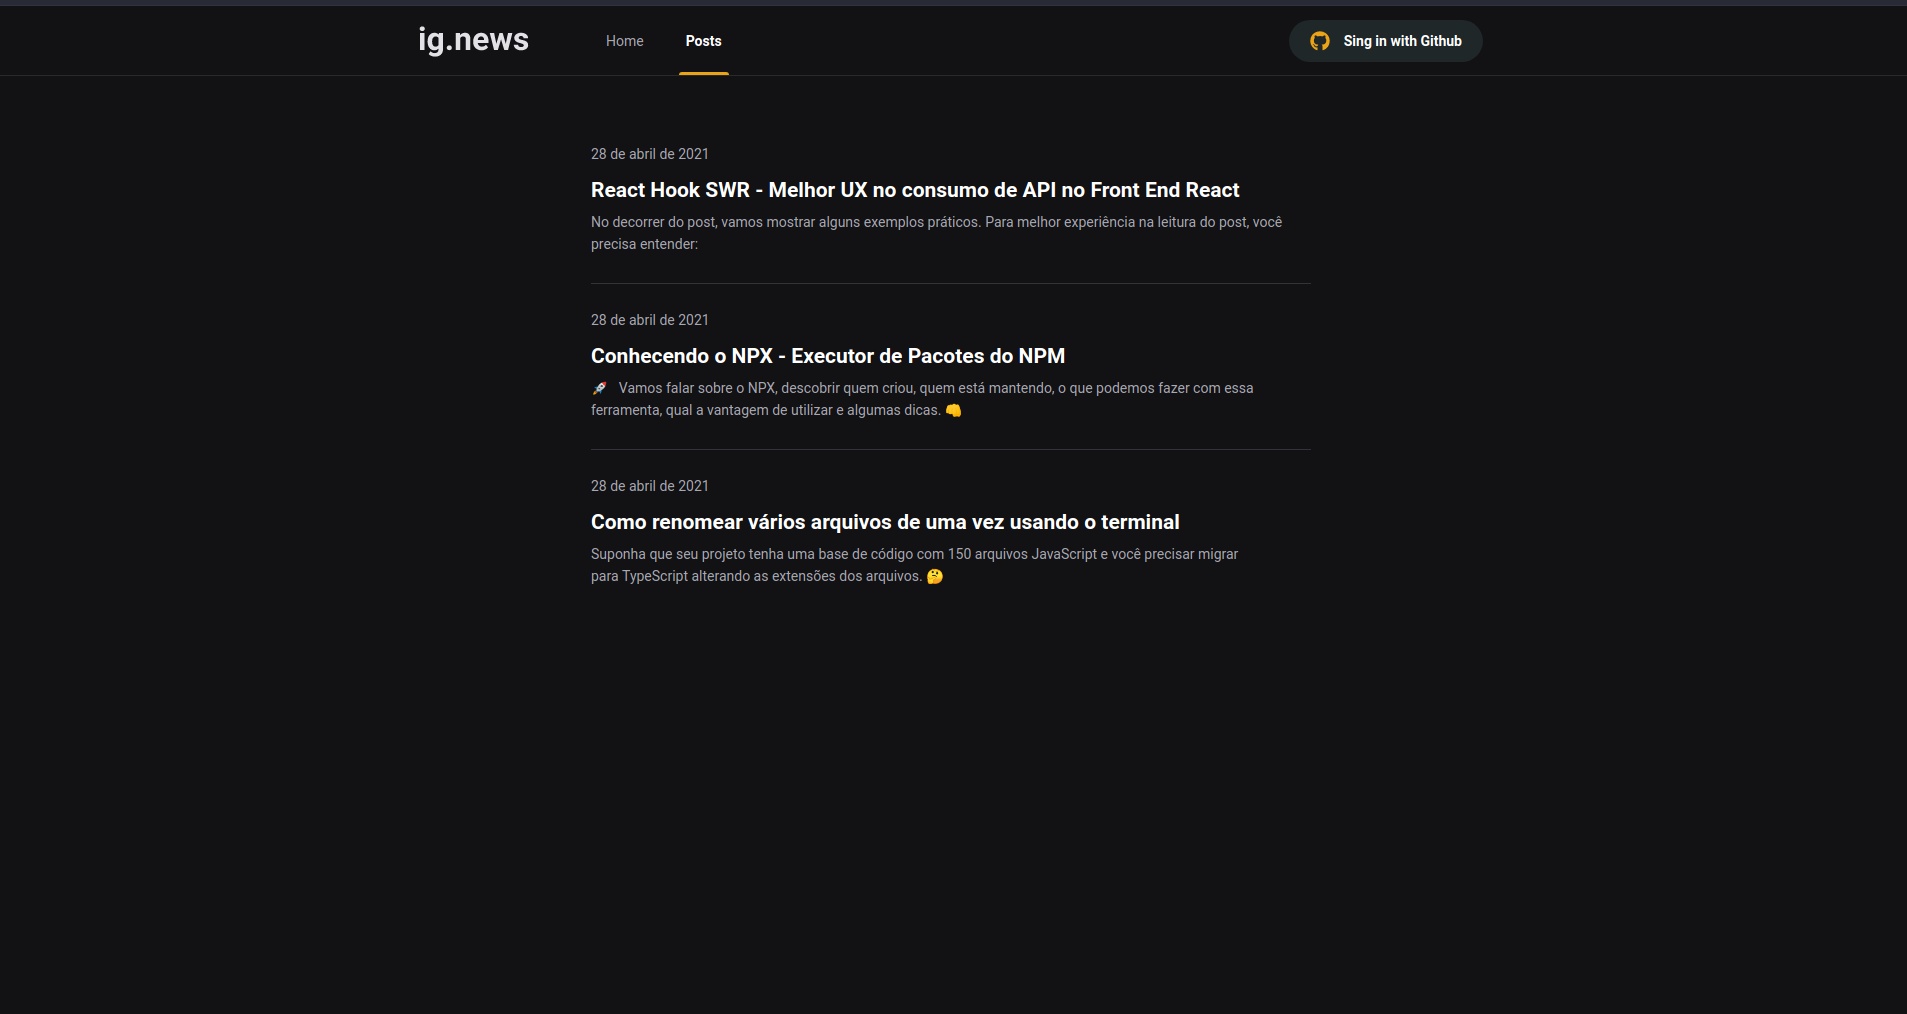 ig.news
Home
Posts
Sing in with Github
28 de abril de 2021
React Hook SWR - Melhor UX no consumo de API no Front End React
No decorrer do post, vamos mostrar alguns exemplos práticos. Para melhor experiência na leitura do post, você
precisa entender:
28 de abril de 2021
Conhecendo o NPX - Executor de Pacotes do NPM
🚀 Vamos falar sobre o NPX, descobrir quem criou, quem está mantendo, o que podemos fazer com essa
ferramenta, qual a vantagem de utilizar e algumas dicas. 👊
28 de abril de 2021
Como renomear vários arquivos de uma vez usando o terminal
Suponha que seu projeto tenha uma base de código com 150 arquivos JavaScript e você precisar migrar
para TypeScript alterando as extensões dos arquivos. 🤔